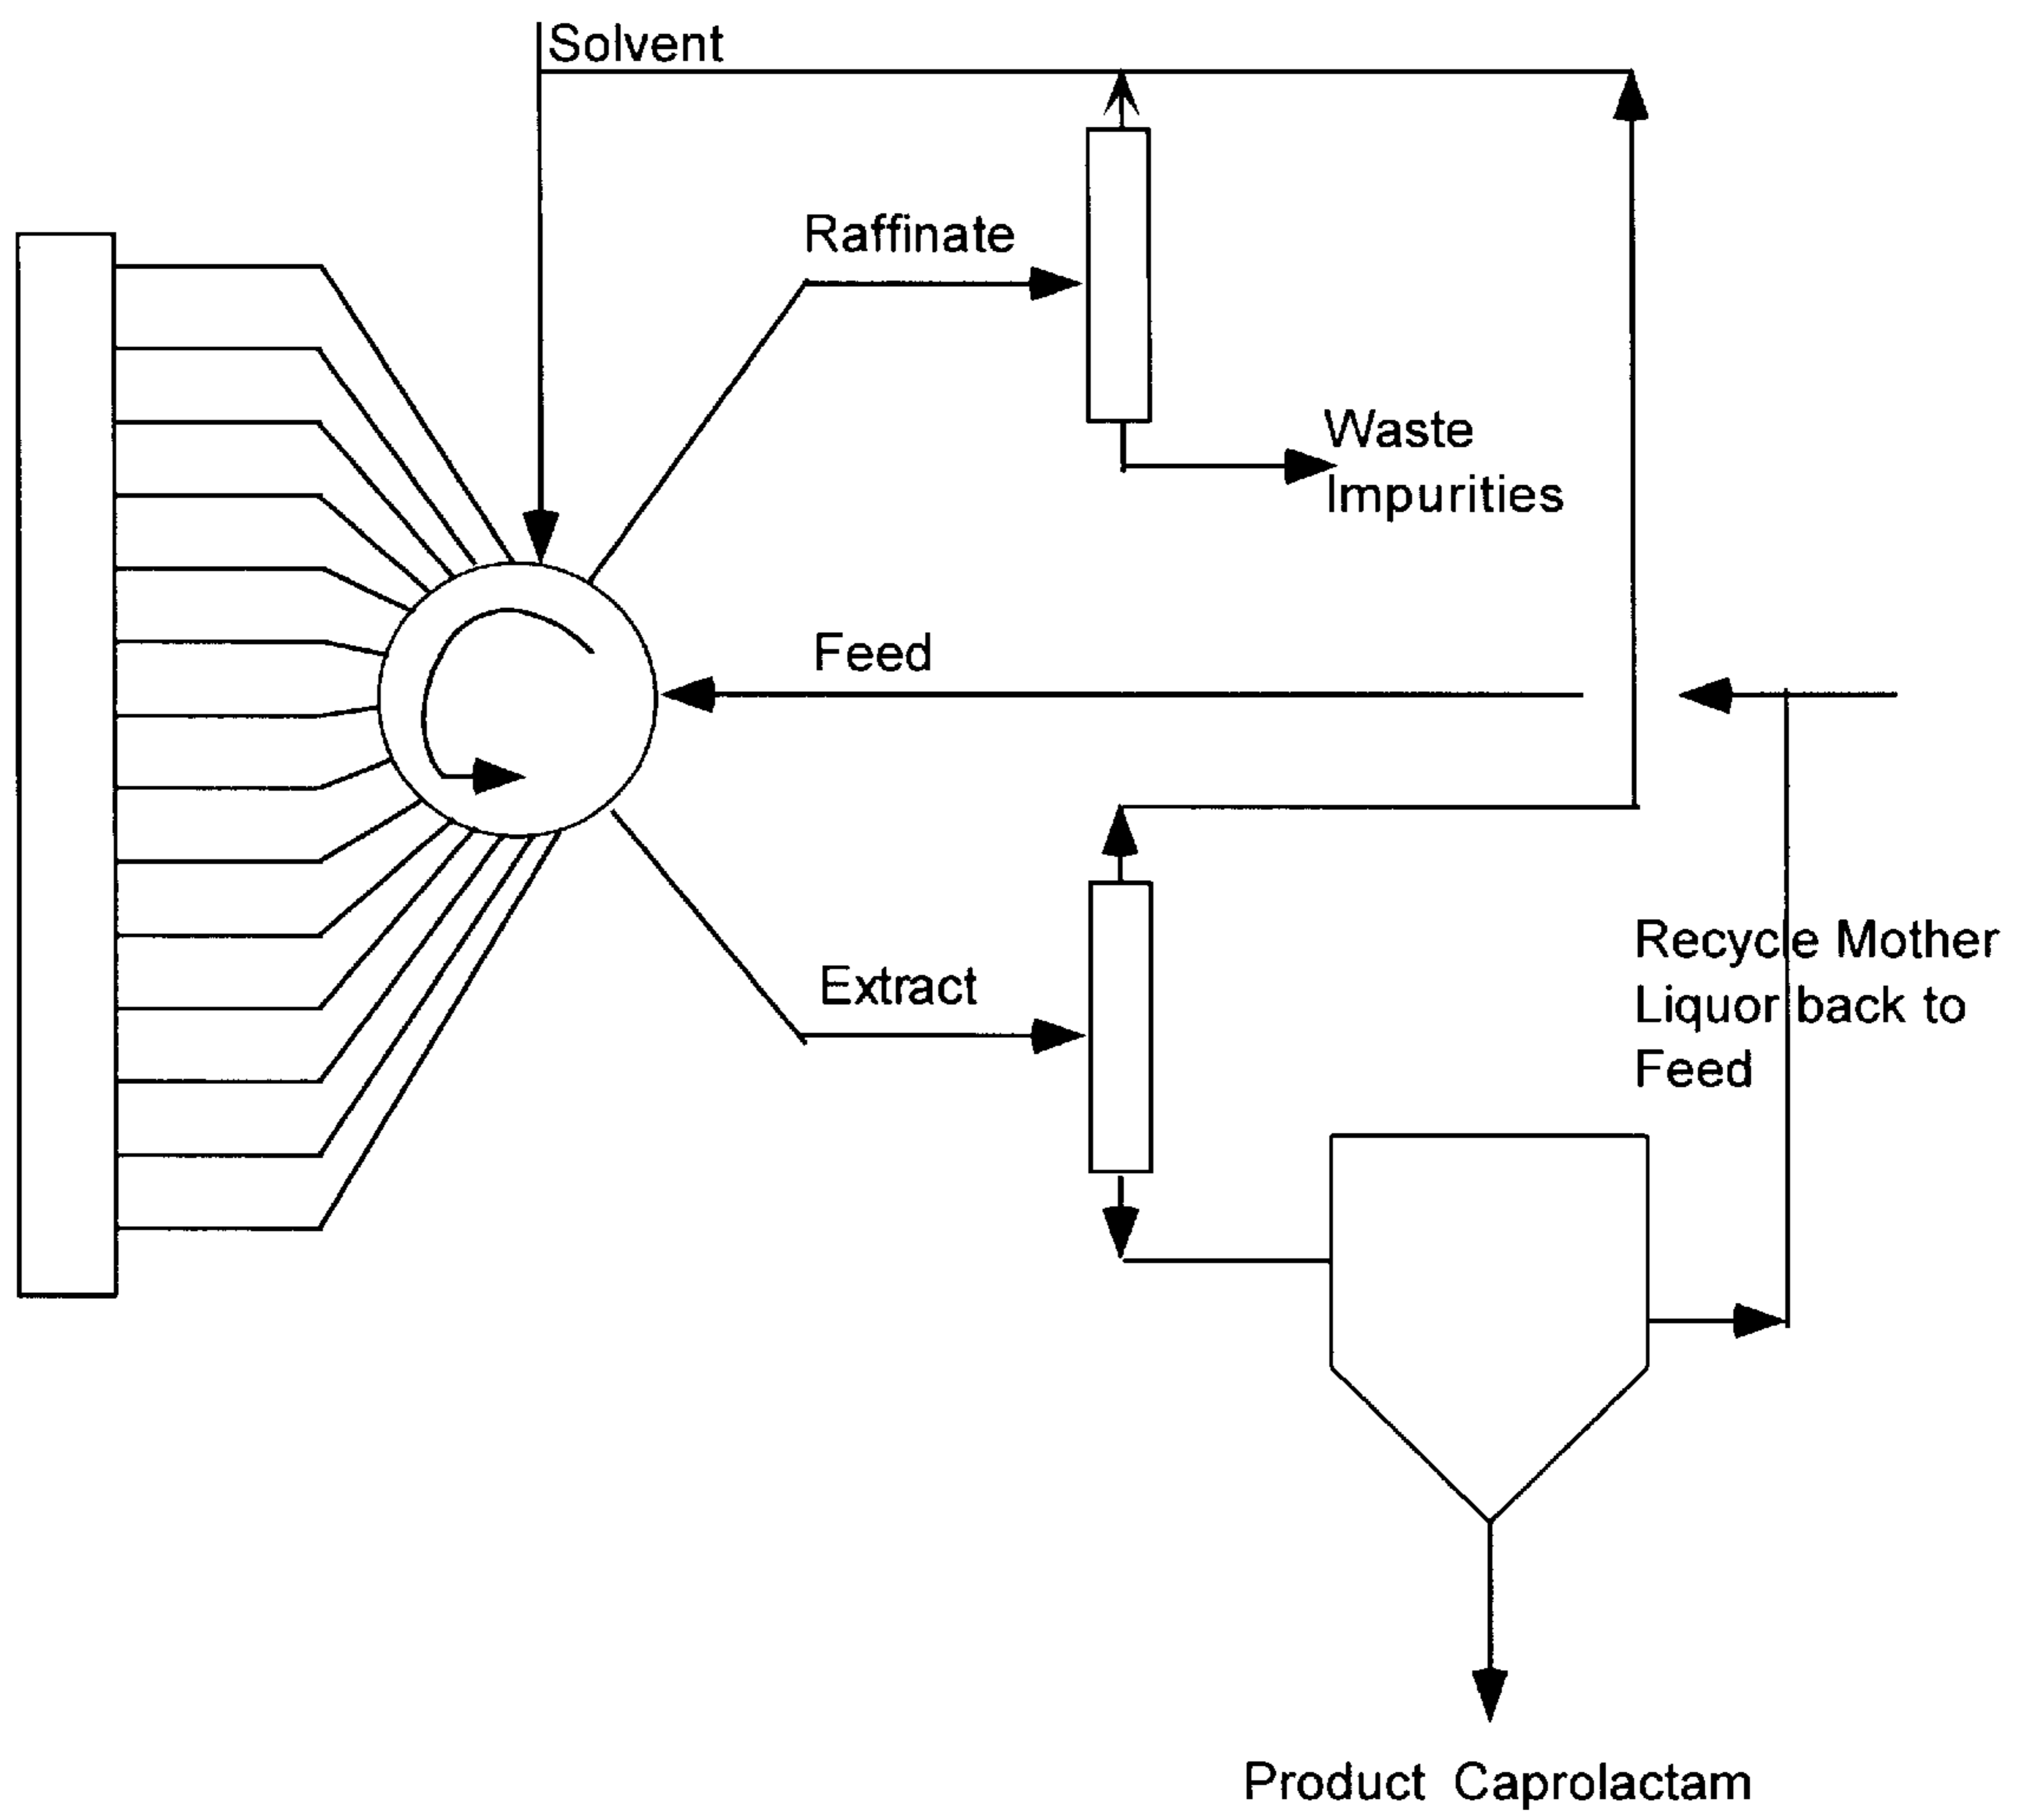 Solvent
Raffinate
Waste
Impurities
Feed
Extract
Recycle Mother
Liquor back to
Feed
Product Caprolactam